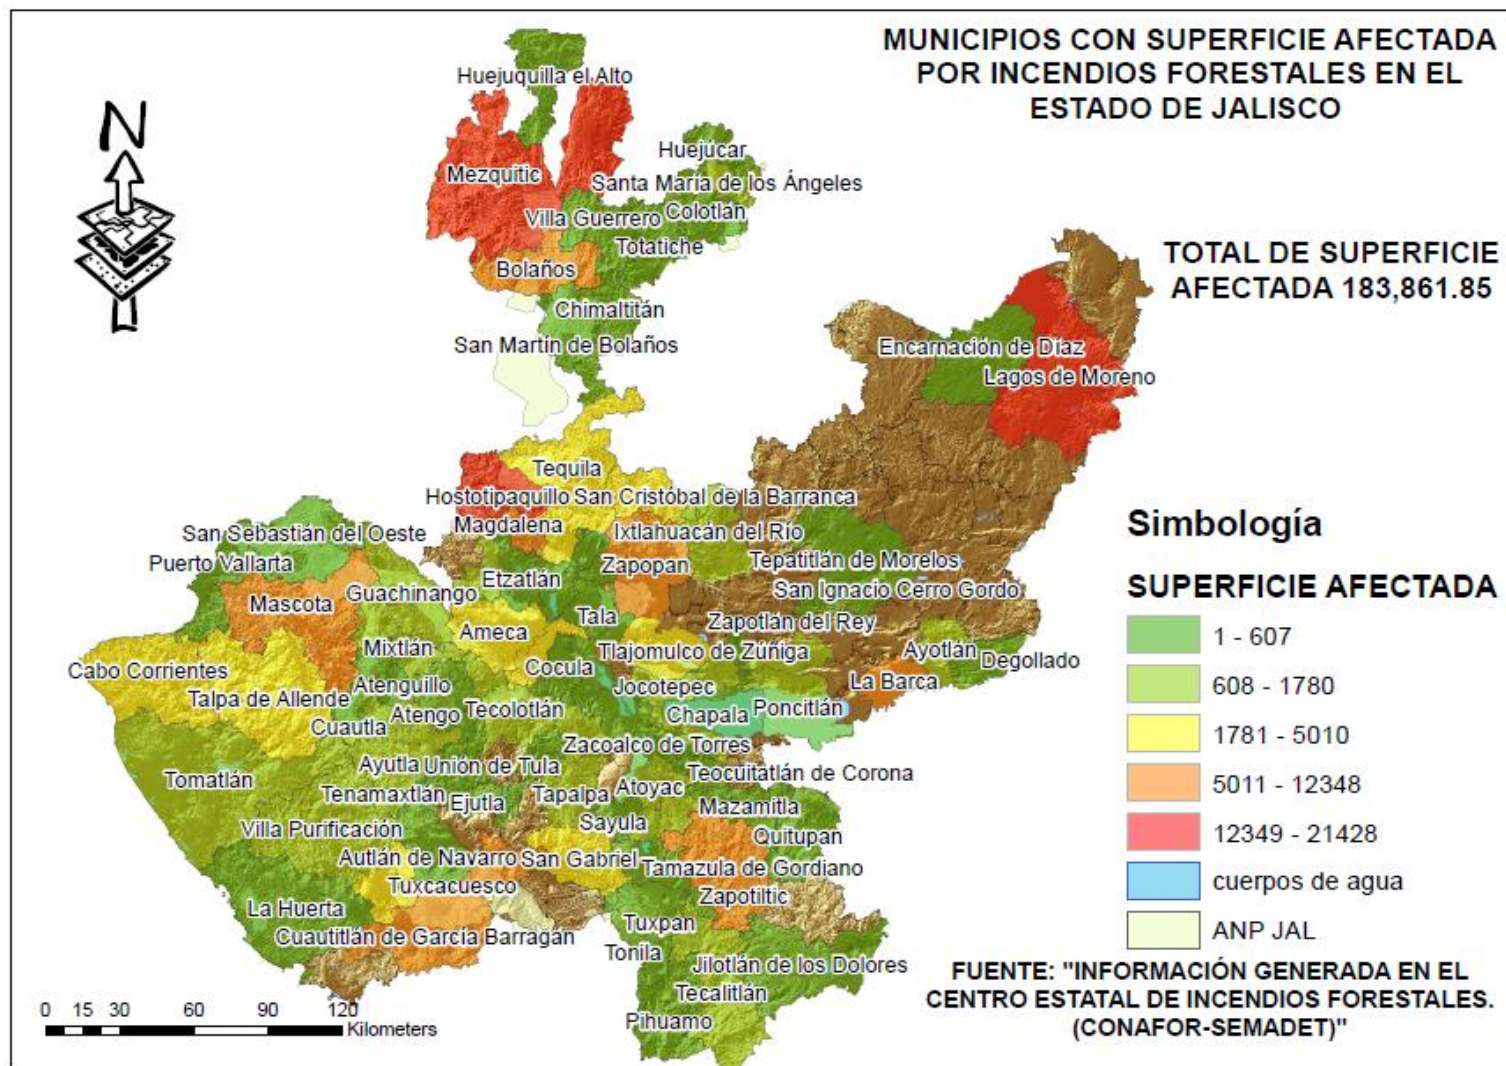 MUNICIPIOS CON SUPERFICIE AFECTADA
POR INCENDIOS FORESTALES EN EL
ESTADO DE JALISCO
N
TOTAL DE SUPERFICIE
AFECTADA 183,861.85
Huejuquilla el Alto
Huejúcar
Mezquitic
Santa María de los Ángeles
Villa Guerrero
Colotlán
Totatiche
Bolaños
Chimaltitán
San Martín de Bolaños
Encarnación de Díaz
Lagos de Moreno
Tequila
Hostotipaquillo
San Cristóbal de la Barranca
Magdalena
Ixtlahuacán del Río
San Sebastián del Oeste
Puerto Vallarta
Etzatlán
Zapopan
Tepatitlán de Morelos
Guachinango
San Ignacio Cerro Gordo
Mascota
Tala
Zapotlán del Rey
Ameca
Mixtlán
Tlajomulco de Zúñiga
Ayotlán
Degollado
Cabo Corrientes
Cocula
Atenguillo
Jocotepec
La Barca
Talpa de Allende
Atengo
Tecolotlán
Chapala
Poncitlán
Cuautla
Zacoalco de Torres
Ayutla
Unión de Tula
Teocuitatlán de Corona
Tomatlán
Tenamaxtlán
Ejutla
Tapalpa
Atoyac
Mazamitla
Villa Purificación
Sayula
Quitupan
Autlán de Navarro
San Gabriel
Tamazula de Gordiano
Tuxcacuesco
Zapotiltic
La Huerta
Tuxpan
Cuautitlán de García Barragán
Tonila
Jilotlán de los Dolores
Tecalitlán
Pihuamo
Simbología
SUPERFICIE AFECTADA
1 - 607
608 - 1780
1781 - 5010
5011 - 12348
12349 - 21428
cuerpos de agua
ANP JAL
FUENTE: "INFORMACIÓN GENERADA EN EL
CENTRO ESTATAL DE INCENDIOS FORESTALES.
(CONAFOR-SEMADET)"
0 15 30 60 90 120
Kilometers